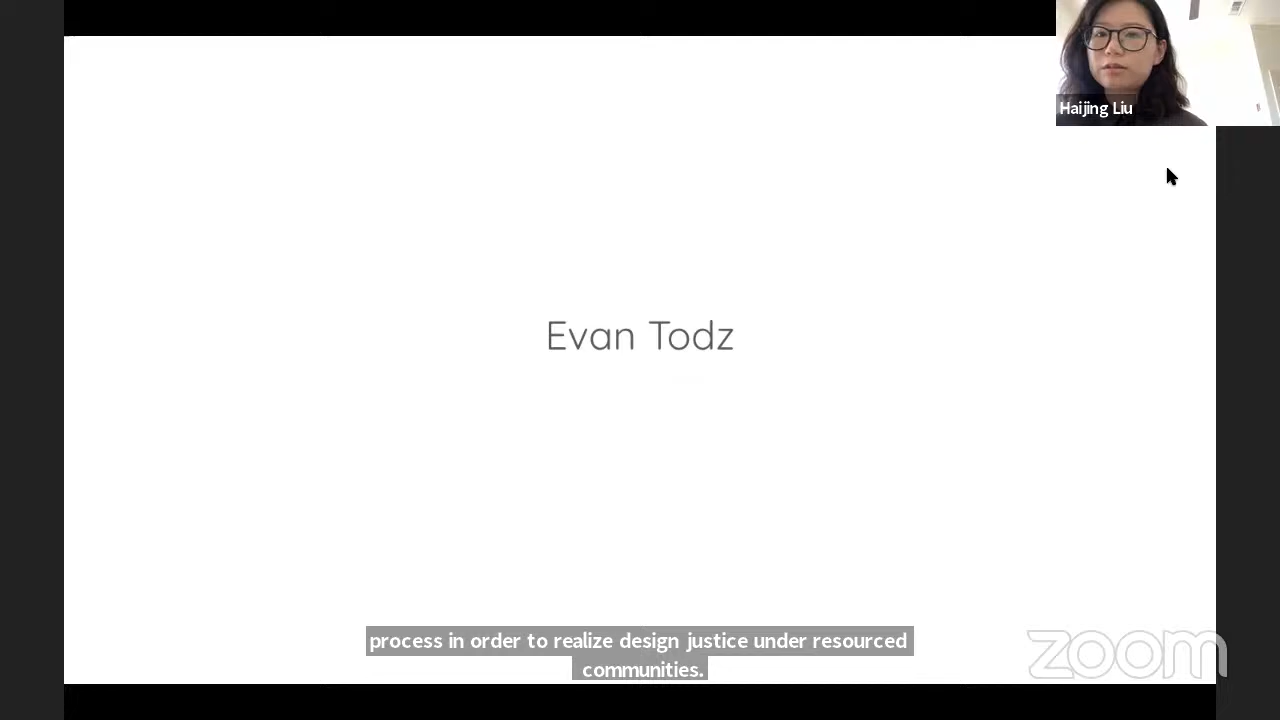 Haijing Liu
Evan Todz
process in order to realize design justice under resourced
communities.
zoom